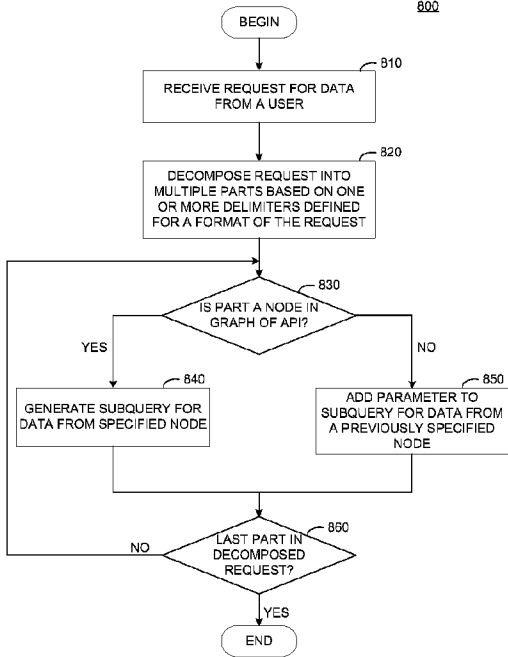 800
BEGIN
810
RECEIVE REQUEST FOR DATA
FROM A USER
820
DECOMPOSE REQUEST INTO
MULTIPLE PARTS BASED ON ONE
OR MORE DELIMITERS DEFINED
FOR A FORMAT OF THE REQUEST
830
IS PART A NODE IN
GRAPH OF API?
YES
NO
840
GENERATE SUBQUERY FOR
DATA FROM SPECIFIED NODE
850
ADD PARAMETER TO
SUBQUERY FOR DATA FROM
A PREVIOUSLY SPECIFIED
NODE
860
LAST PART IN
DECOMPOSED
REQUEST?
NO
YES
END